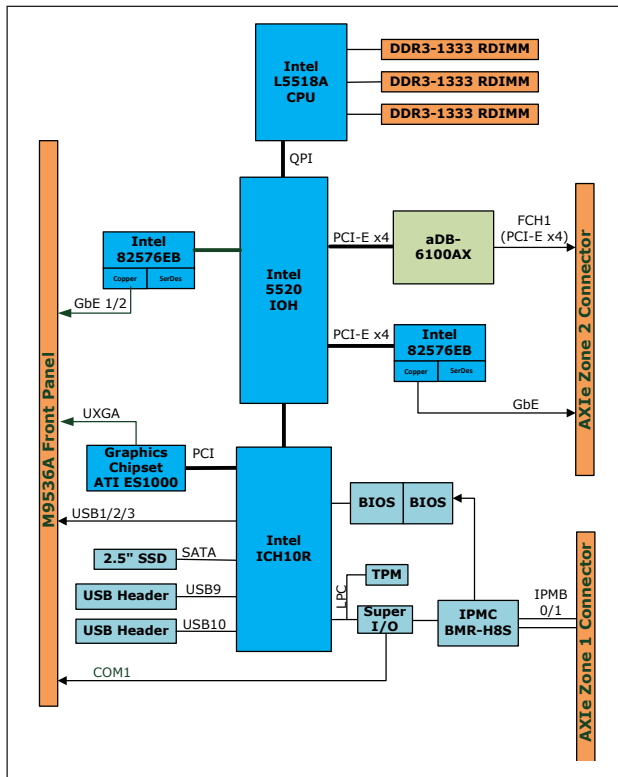 Intel
L5518A
CPU
DDR3-1333 RDIMM
DDR3-1333 RDIMM
DDR3-1333 RDIMM
QPI
M9536A Front Panel
Intel
82576EB
Copper
SerDes
GbE 1/2
Intel
5520
IOH
PCI-E x4
aDB-
6100AX
FCH1
(PCI-E x4)
AXIe Zone 2 Connector
PCI-E x4
Intel
82576EB
Copper
SerDes
GbE
UXGA
Graphics
Chipset
ATI ES1000
PCI
USB1/2/3
Intel
ICH10R
BIOS
BIOS
2.5" SSD
SATA
USB Header
USB9
USB Header
USB10
LPC
TPM
Super
I/O
IPMC
BMR-H8S
IPMB
0/1
AXIe Zone 1 Connector
COM1